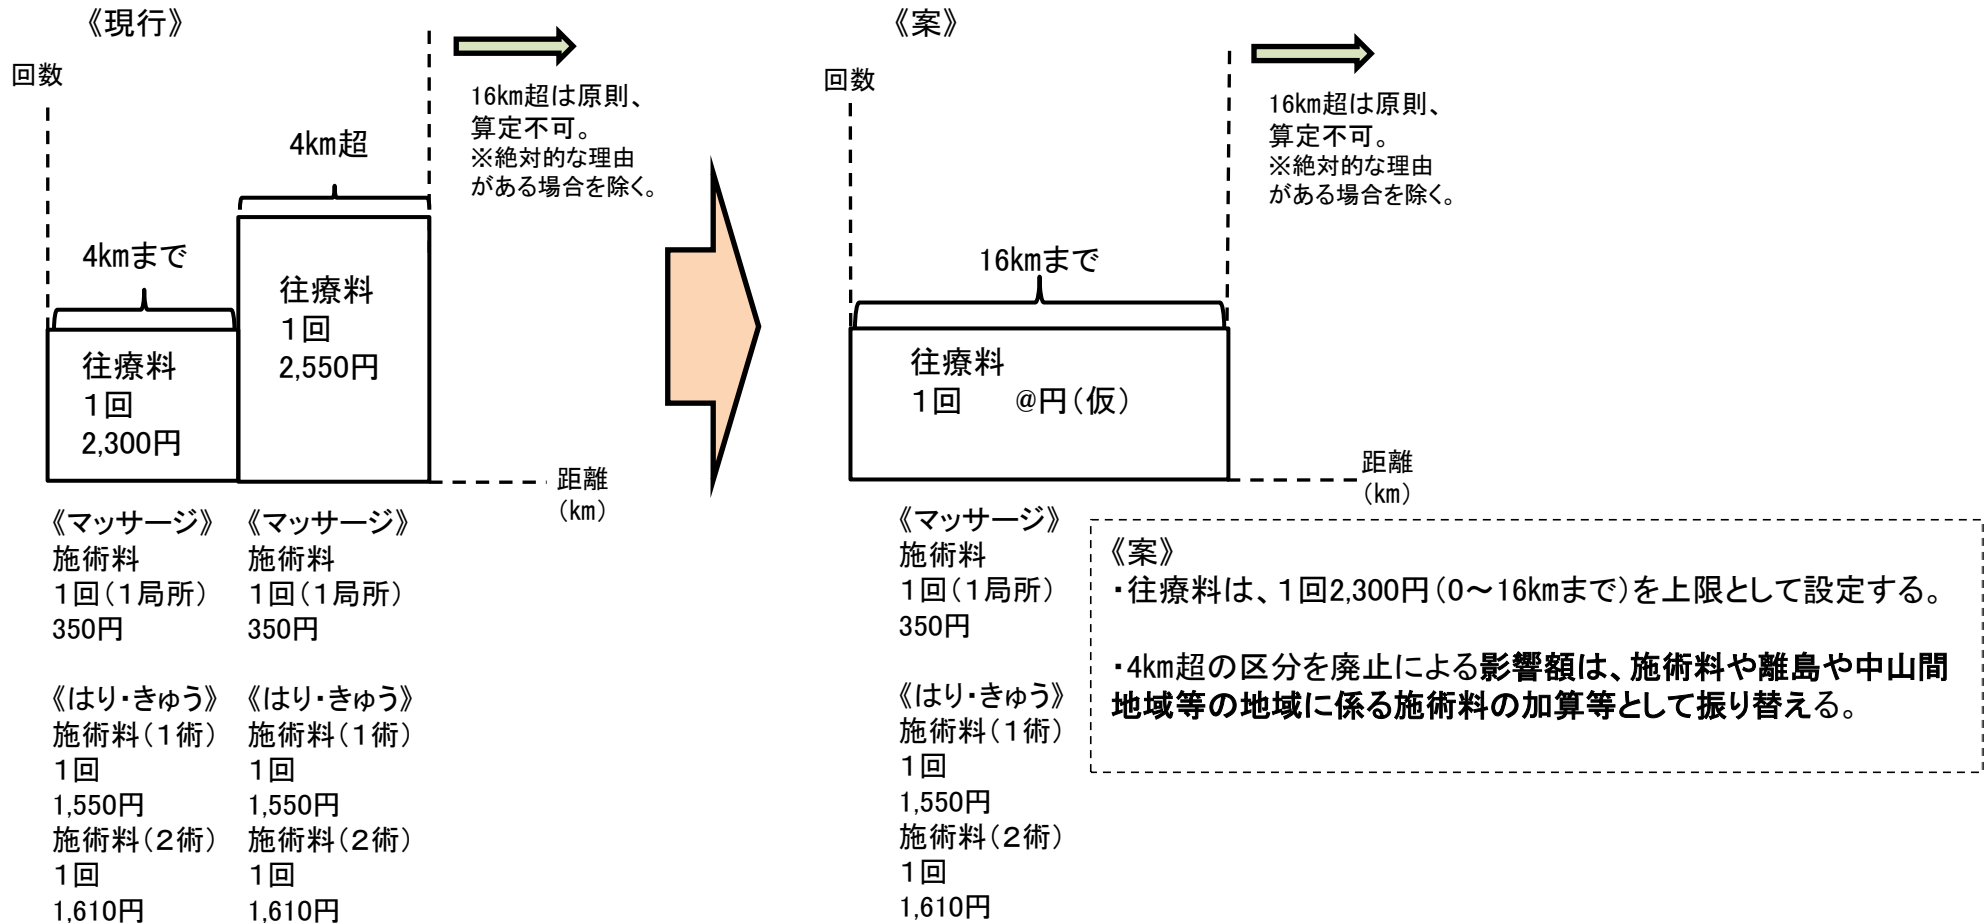 《現行》
回数
4kmまで
4km超
16km超は原則、
算定不可。
※絶対的な理由
がある場合を除く。
往療料
１回
2,300円
往療料
１回
2,550円
距離
(km)
《マッサージ》
施術料
１回（１局所）
350円
《はり・きゅう》
施術料（１術）
１回
1,550円
施術料（２術）
１回
1,610円
《マッサージ》
施術料
１回（１局所）
350円
《はり・きゅう》
施術料（１術）
１回
1,550円
施術料（２術）
１回
1,610円
《案》
回数
16kmまで
16km超は原則、
算定不可。
※絶対的な理由
がある場合を除く。
往療料
１回　　@円（仮）
距離
(km)
《マッサージ》
施術料
１回（１局所）
350円
《はり・きゅう》
施術料（１術）
１回
1,550円
施術料（２術）
１回
1,610円
《案》
・往療料は、１回2,300円（0～16kmまで）を上限として設定する。
・4km超の区分を廃止による影響額は、施術料や離島や中山間
地域等の地域に係る施術料の加算等として振り替える。